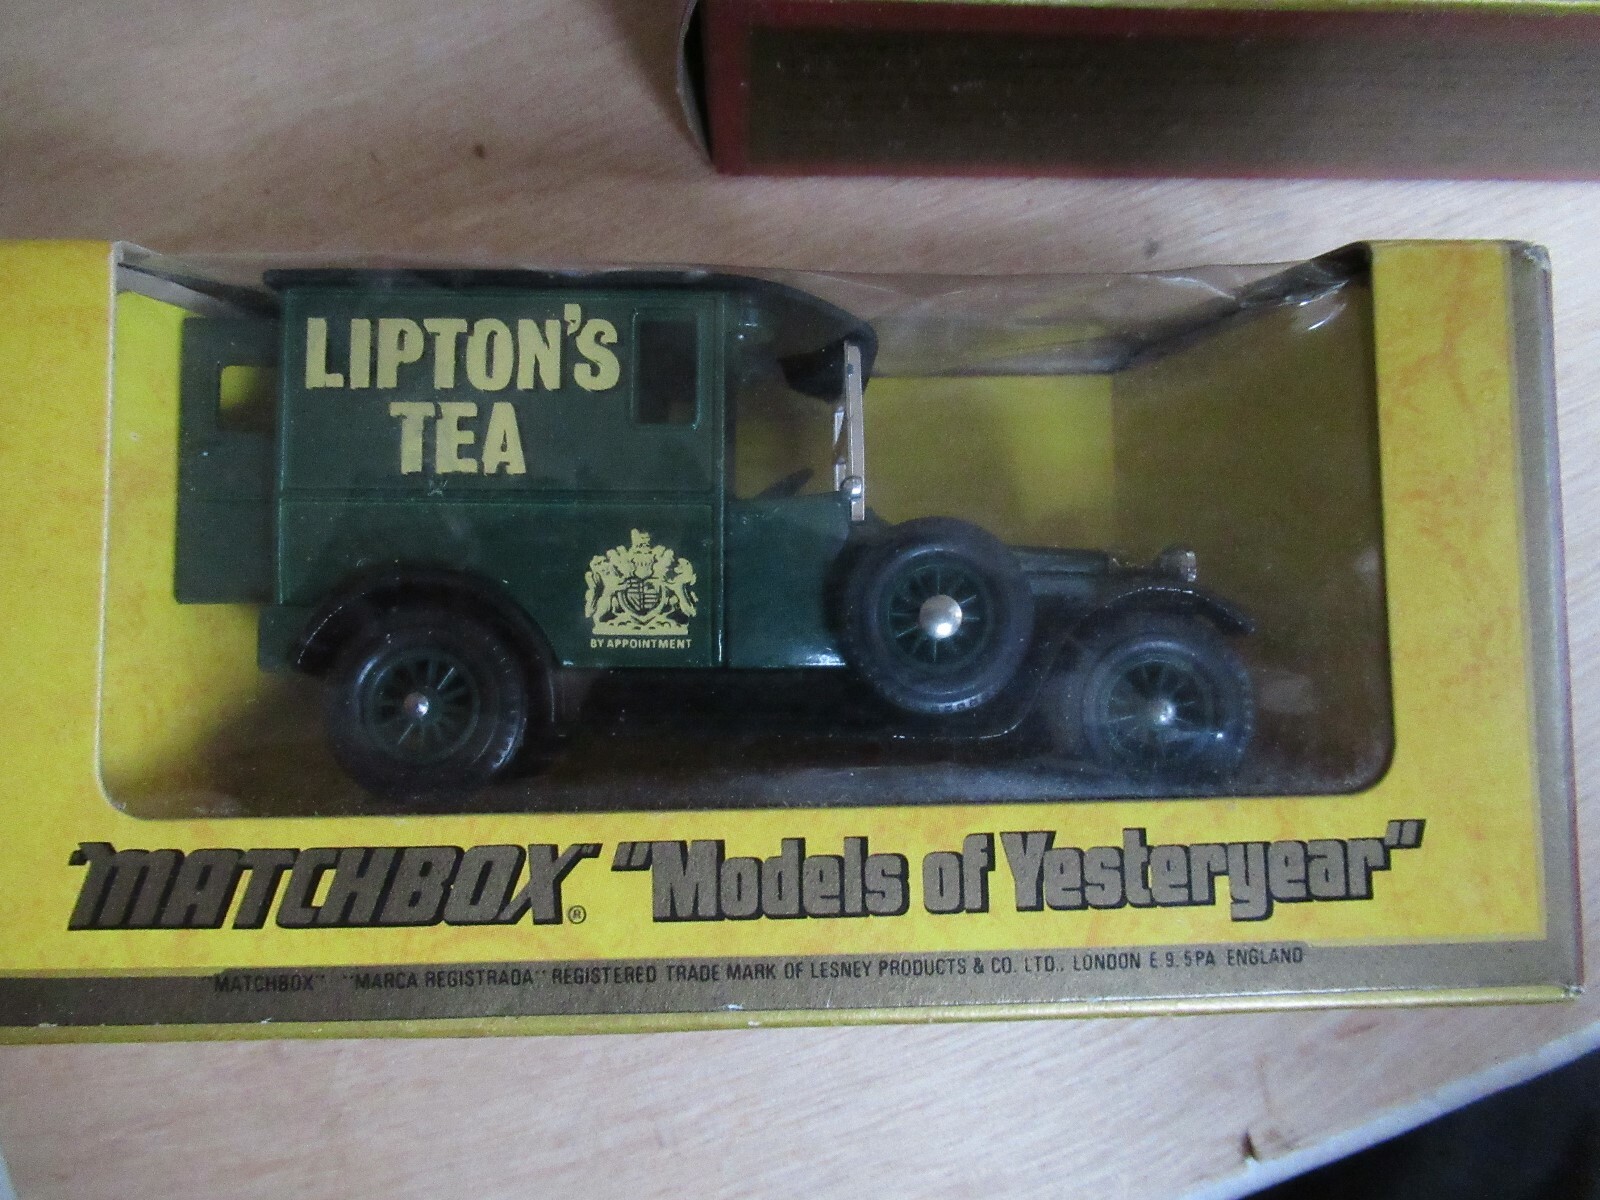 LIPTON'S
TEA
BY APPOINTMENT
MATCHBOX® "Models of Yesteryear"
"MATCHBOX" "MARCA REGISTRADA" REGISTERED TRADE MARK OF LESNEY PRODUCTS & CO. LTD., LONDON E.9. 5PA ENGLAND